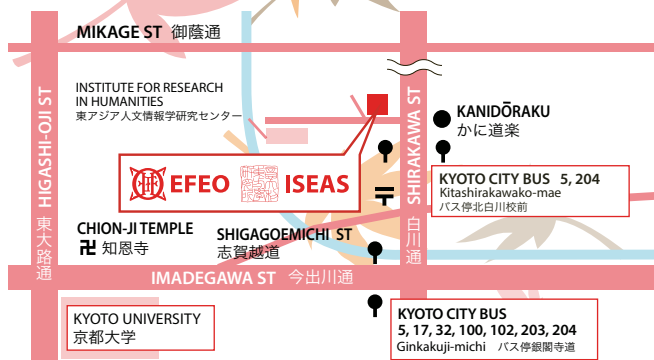 MIKAGE ST 御蔭通
INSTITUTE FOR RESEARCH
IN HUMANITIES
東アジア人文情報学研究センター
HIGASHI-OJI ST 東大路通
SHIRAKAWA ST 白川通
KANIDŌRAKU
かに道楽
EFEO
ISEAS
KYOTO CITY BUS 5, 204
Kitashirakawako-mae
バス停北白川校前
CHION-JI TEMPLE
卍 知恩寺
SHIGAGOEMICHI ST
志賀越道
〒
IMADEGAWA ST 今出川通
KYOTO UNIVERSITY
京都大学
KYOTO CITY BUS
5, 17, 32, 100, 102, 203, 204
Ginkakuji-michi バス停銀閣寺道